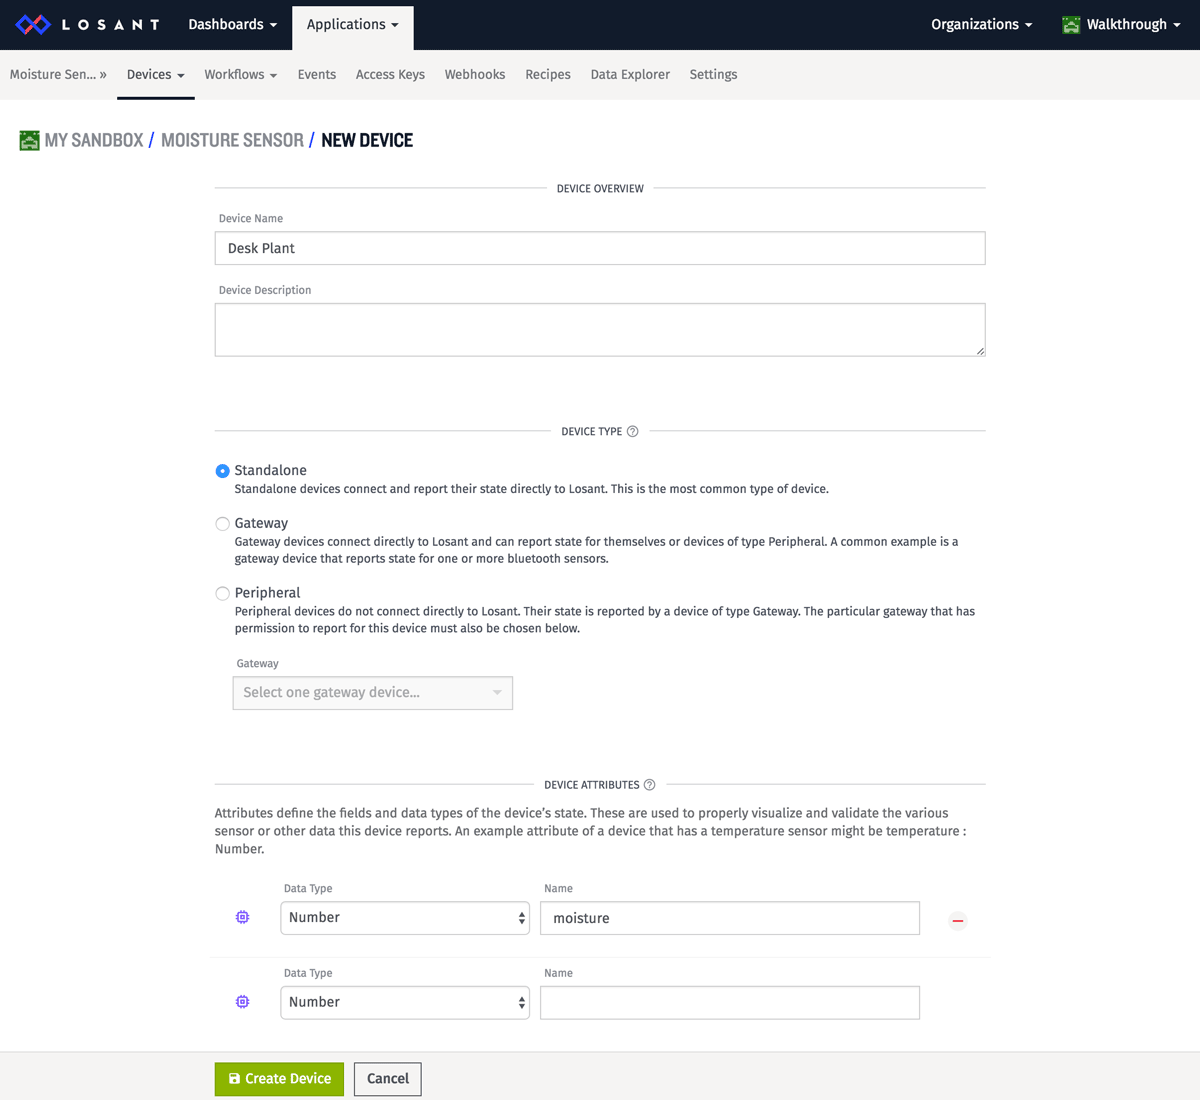 LOSANT Dashboards Applications Organizations Walkthrough
Moisture Sen... » Devices Workflows Events Access Keys Webhooks Recipes Data Explorer Settings
MY SANDBOX / MOISTURE SENSOR / NEW DEVICE
DEVICE OVERVIEW
Device Name
Desk Plant
Device Description
DEVICE TYPE ?
Standalone
Standalone devices connect and report their state directly to Losant. This is the most common type of device.
Gateway
Gateway devices connect directly to Losant and can report state for themselves or devices of type Peripheral. A common example is a
gateway device that reports state for one or more bluetooth sensors.
Peripheral
Peripheral devices do not connect directly to Losant. Their state is reported by a device of type Gateway. The particular gateway that has
permission to report for this device must also be chosen below.
Gateway
Select one gateway device...
DEVICE ATTRIBUTES ?
Attributes define the fields and data types of the device’s state. These are used to properly visualize and validate the various
sensor or other data this device reports. An example attribute of a device that has a temperature sensor might be temperature :
Number.
Data Type Name
Number moisture
Data Type Name
Number
Create Device Cancel